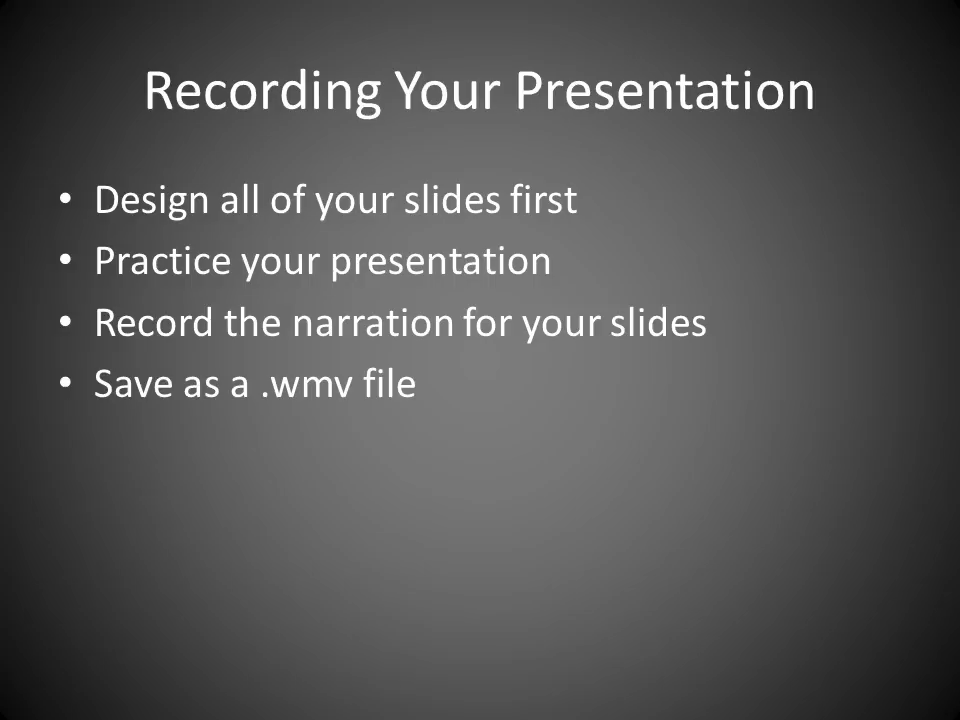 Recording Your Presentation
• Design all of your slides first
• Practice your presentation
• Record the narration for your slides
• Save as a .wmv file